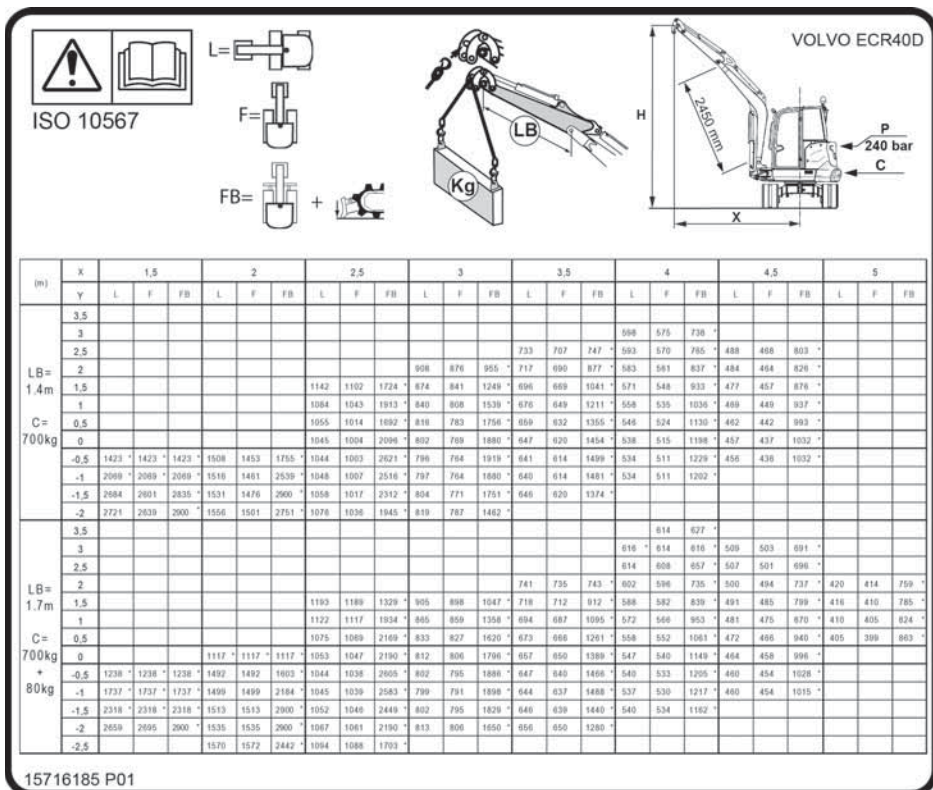 VOLVO ECR40D
L=
F=
FB= +
ISO 10567
LB
Kg
H
2450 mm
P
240 bar
C
X
(m) X 1,5 2 2,5 3 3,5 4 4,5 5
Y L F FB L F FB L F FB L F FB L F FB L F FB L F FB L F FB
LB= 1.4m C= 700kg
3,5
3 598 575 738 *
2,5 733 707 747 * 593 570 765 * 488 468 803 *
2 908 876 955 * 717 690 877 * 583 561 837 * 484 464 826 *
1,5 1142 1102 1724 * 874 841 1249 * 696 669 1041 * 571 548 933 * 477 457 876 *
1 1084 1043 1913 * 840 808 1539 * 676 649 1211 * 558 535 1036 * 469 449 937 *
0,5 1055 1014 1692 * 816 783 1756 * 659 632 1355 * 546 524 1130 * 462 442 993 *
0 1045 1004 2096 * 802 769 1880 * 647 620 1454 * 538 515 1198 * 457 437 1032 *
-0,5 1423 * 1423 * 1423 * 1508 1453 1755 * 1044 1003 2621 * 796 764 1919 * 641 614 1499 * 534 511 1229 * 456 436 1032 *
-1 2069 * 2069 * 2069 * 1516 1461 2539 * 1048 1007 2516 * 797 764 1880 * 640 614 1481 * 534 511 1202 *
-1,5 2684 2601 2835 * 1531 1476 2900 * 1058 1017 2312 * 804 771 1751 * 646 620 1374 *
-2 2721 2639 2900 * 1556 1501 2751 * 1076 1036 1945 * 819 787 1462 *
LB= 1.7m C= 700kg + 80kg
3,5 614 627 *
3 616 * 614 616 * 509 503 691 *
2,5 614 608 657 * 507 501 696 *
2 741 735 743 * 602 596 735 * 500 494 737 * 420 414 759 *
1,5 1193 1189 1329 * 905 898 1047 * 718 712 912 * 588 582 839 * 491 485 799 * 416 410 785 *
1 1122 1117 1934 * 865 859 1358 * 694 687 1095 * 572 566 953 * 481 475 870 * 410 405 824 *
0,5 1075 1069 2169 * 833 827 1620 * 673 666 1261 * 558 552 1061 * 472 466 940 * 405 399 863 *
0 1117 * 1117 * 1117 * 1053 1047 2190 * 812 806 1796 * 657 650 1389 * 547 540 1149 * 464 458 996 *
-0,5 1238 * 1238 * 1238 * 1492 1492 1603 * 1044 1038 2605 * 802 795 1886 * 647 640 1466 * 540 533 1205 * 460 454 1028 *
-1 1737 * 1737 * 1737 * 1499 1499 2184 * 1045 1039 2583 * 799 791 1898 * 644 637 1488 * 537 530 1217 * 460 454 1015 *
-1,5 2318 * 2318 * 2318 * 1513 1513 2900 * 1052 1046 2449 * 802 795 1829 * 646 639 1440 * 540 534 1162 *
-2 2659 2695 2900 * 1535 1535 2900 * 1067 1061 2190 * 813 806 1650 * 656 650 1280 *
-2,5 1570 1572 2442 * 1094 1088 1703 *
15716185 P01